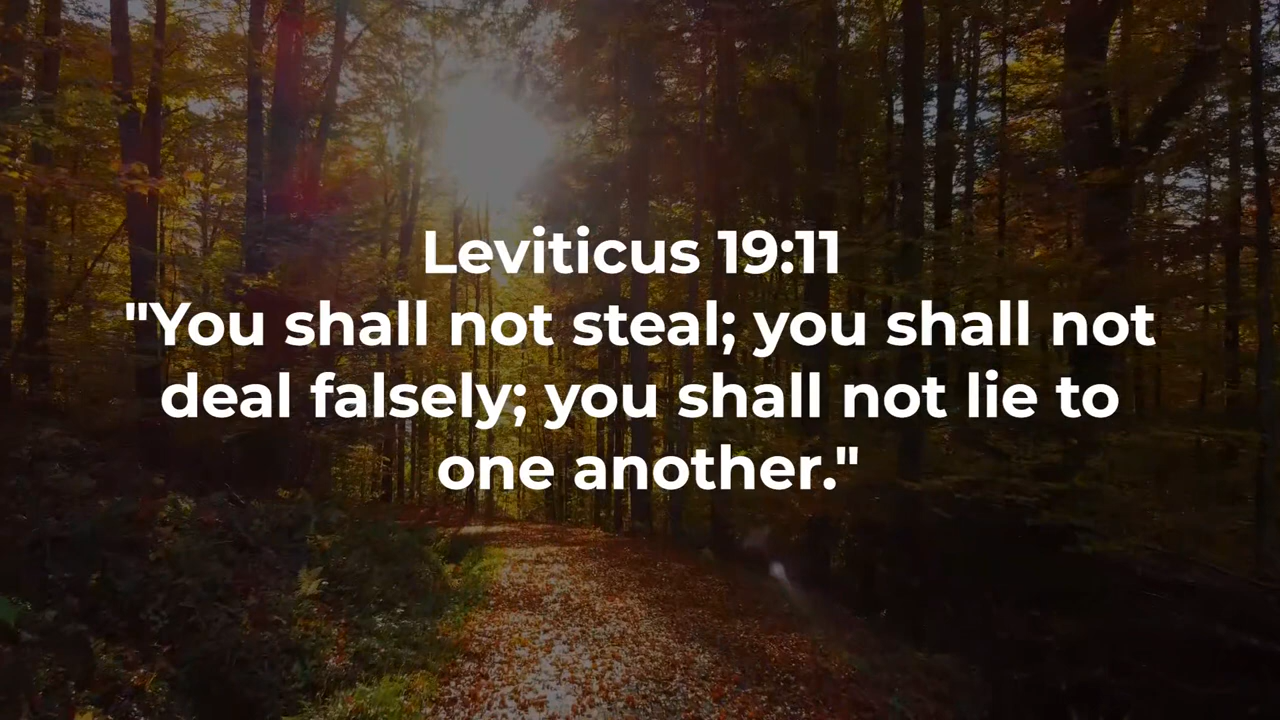 Leviticus 19:11
"You shall not steal; you shall not
deal falsely; you shall not lie to
one another."